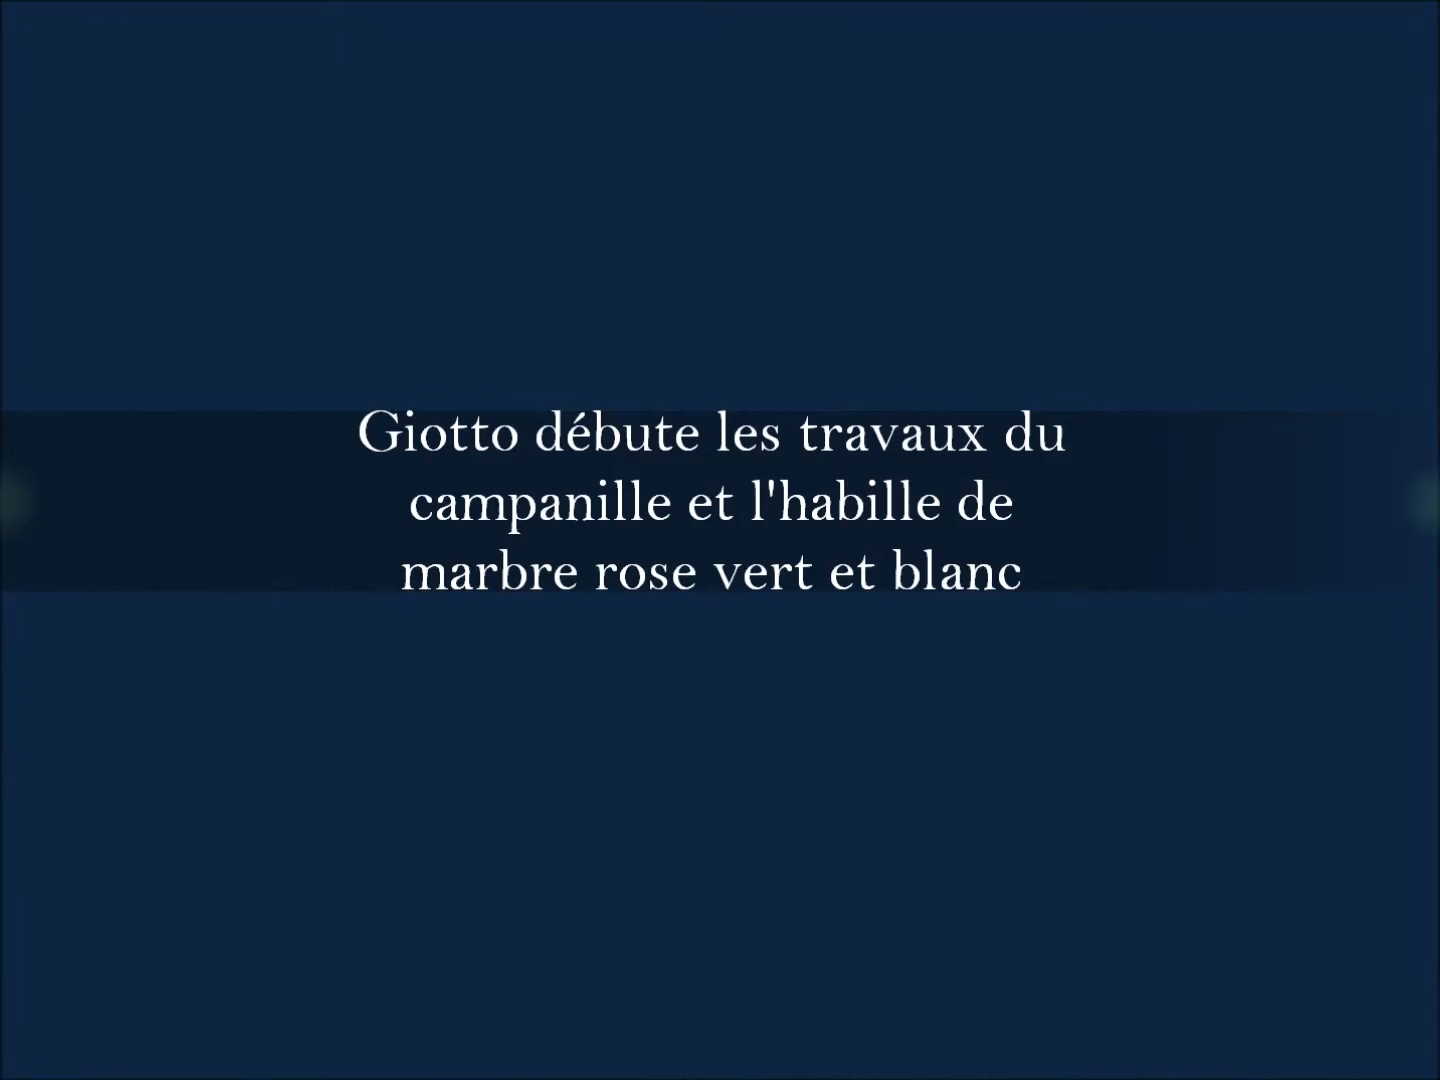 Giotto débute les travaux du
campanille et l'habille de
marbre rose vert et blanc